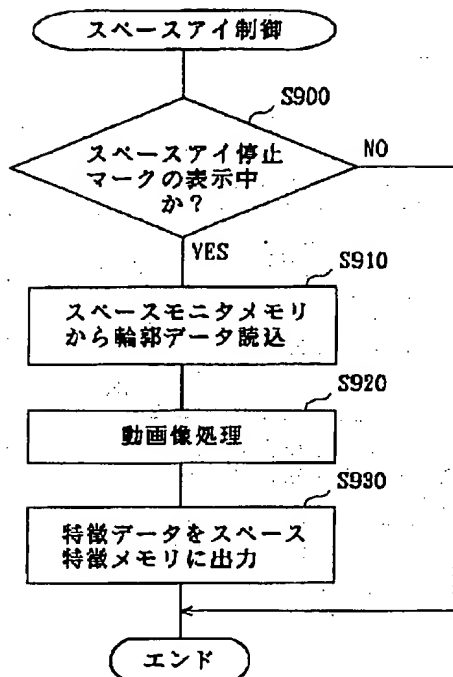 スペースアイ制御
S900
スペースアイ停止
マークの表示中
か?
NO
YES
S910
スペースモニタメモリ
から輪郭データ読込
S920
動画像処理
S930
特徴データをスペース
特徴メモリに出力
エンド